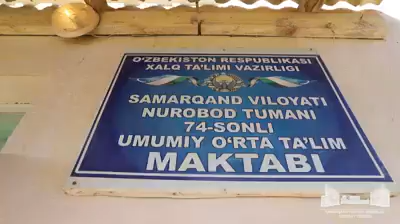 O‘ZBEKISTON RESPUBLIKASI
XALQ TA’LIMI VAZIRLIGI
SAMARQAND VILOYATI
NUROBOD TUMANI
74-SONLI
UMUMIY O‘RTA TA’LIM
MAKTABI